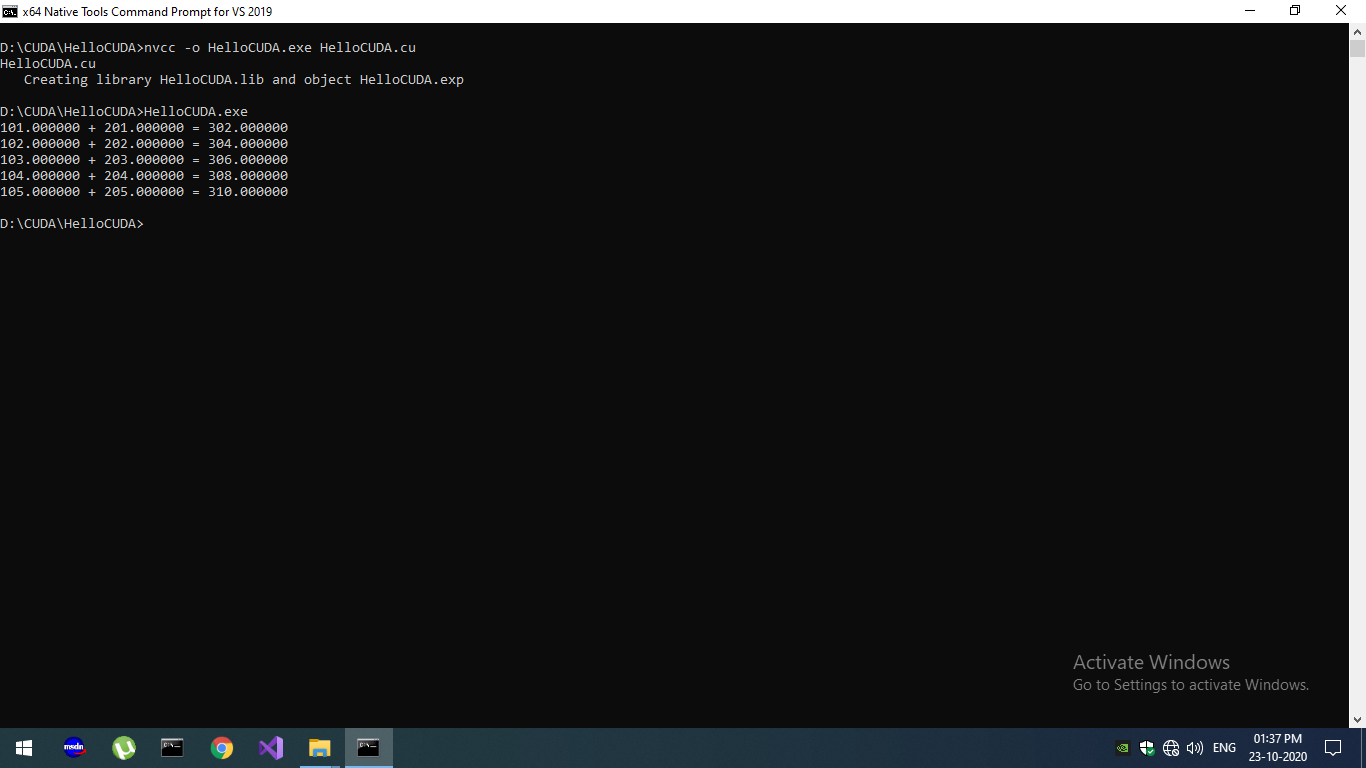 x64 Native Tools Command Prompt for VS 2019
D:\CUDA\HelloCUDA>nvcc -o HelloCUDA.exe HelloCUDA.cu
HelloCUDA.cu
   Creating library HelloCUDA.lib and object HelloCUDA.exp
D:\CUDA\HelloCUDA>HelloCUDA.exe
101.000000 + 201.000000 = 302.000000
102.000000 + 202.000000 = 304.000000
103.000000 + 203.000000 = 306.000000
104.000000 + 204.000000 = 308.000000
105.000000 + 205.000000 = 310.000000
D:\CUDA\HelloCUDA>
Activate Windows
Go to Settings to activate Windows.
msdn
ENG
01:37 PM
23-10-2020